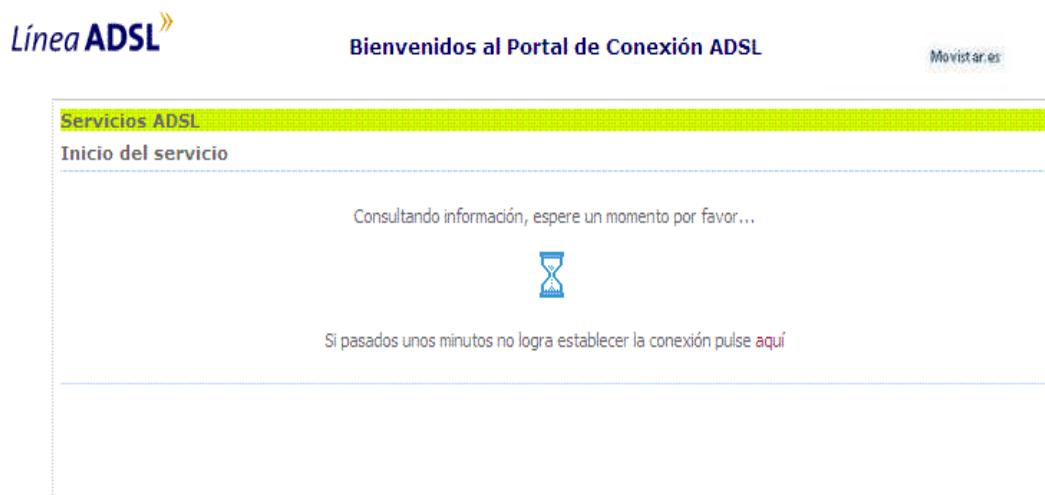 Línea ADSL»
Bienvenidos al Portal de Conexión ADSL
Movistar.es
Servicios ADSL
Inicio del servicio
Consultando información, espere un momento por favor...
Si pasados unos minutos no logra establecer la conexión pulse aquí